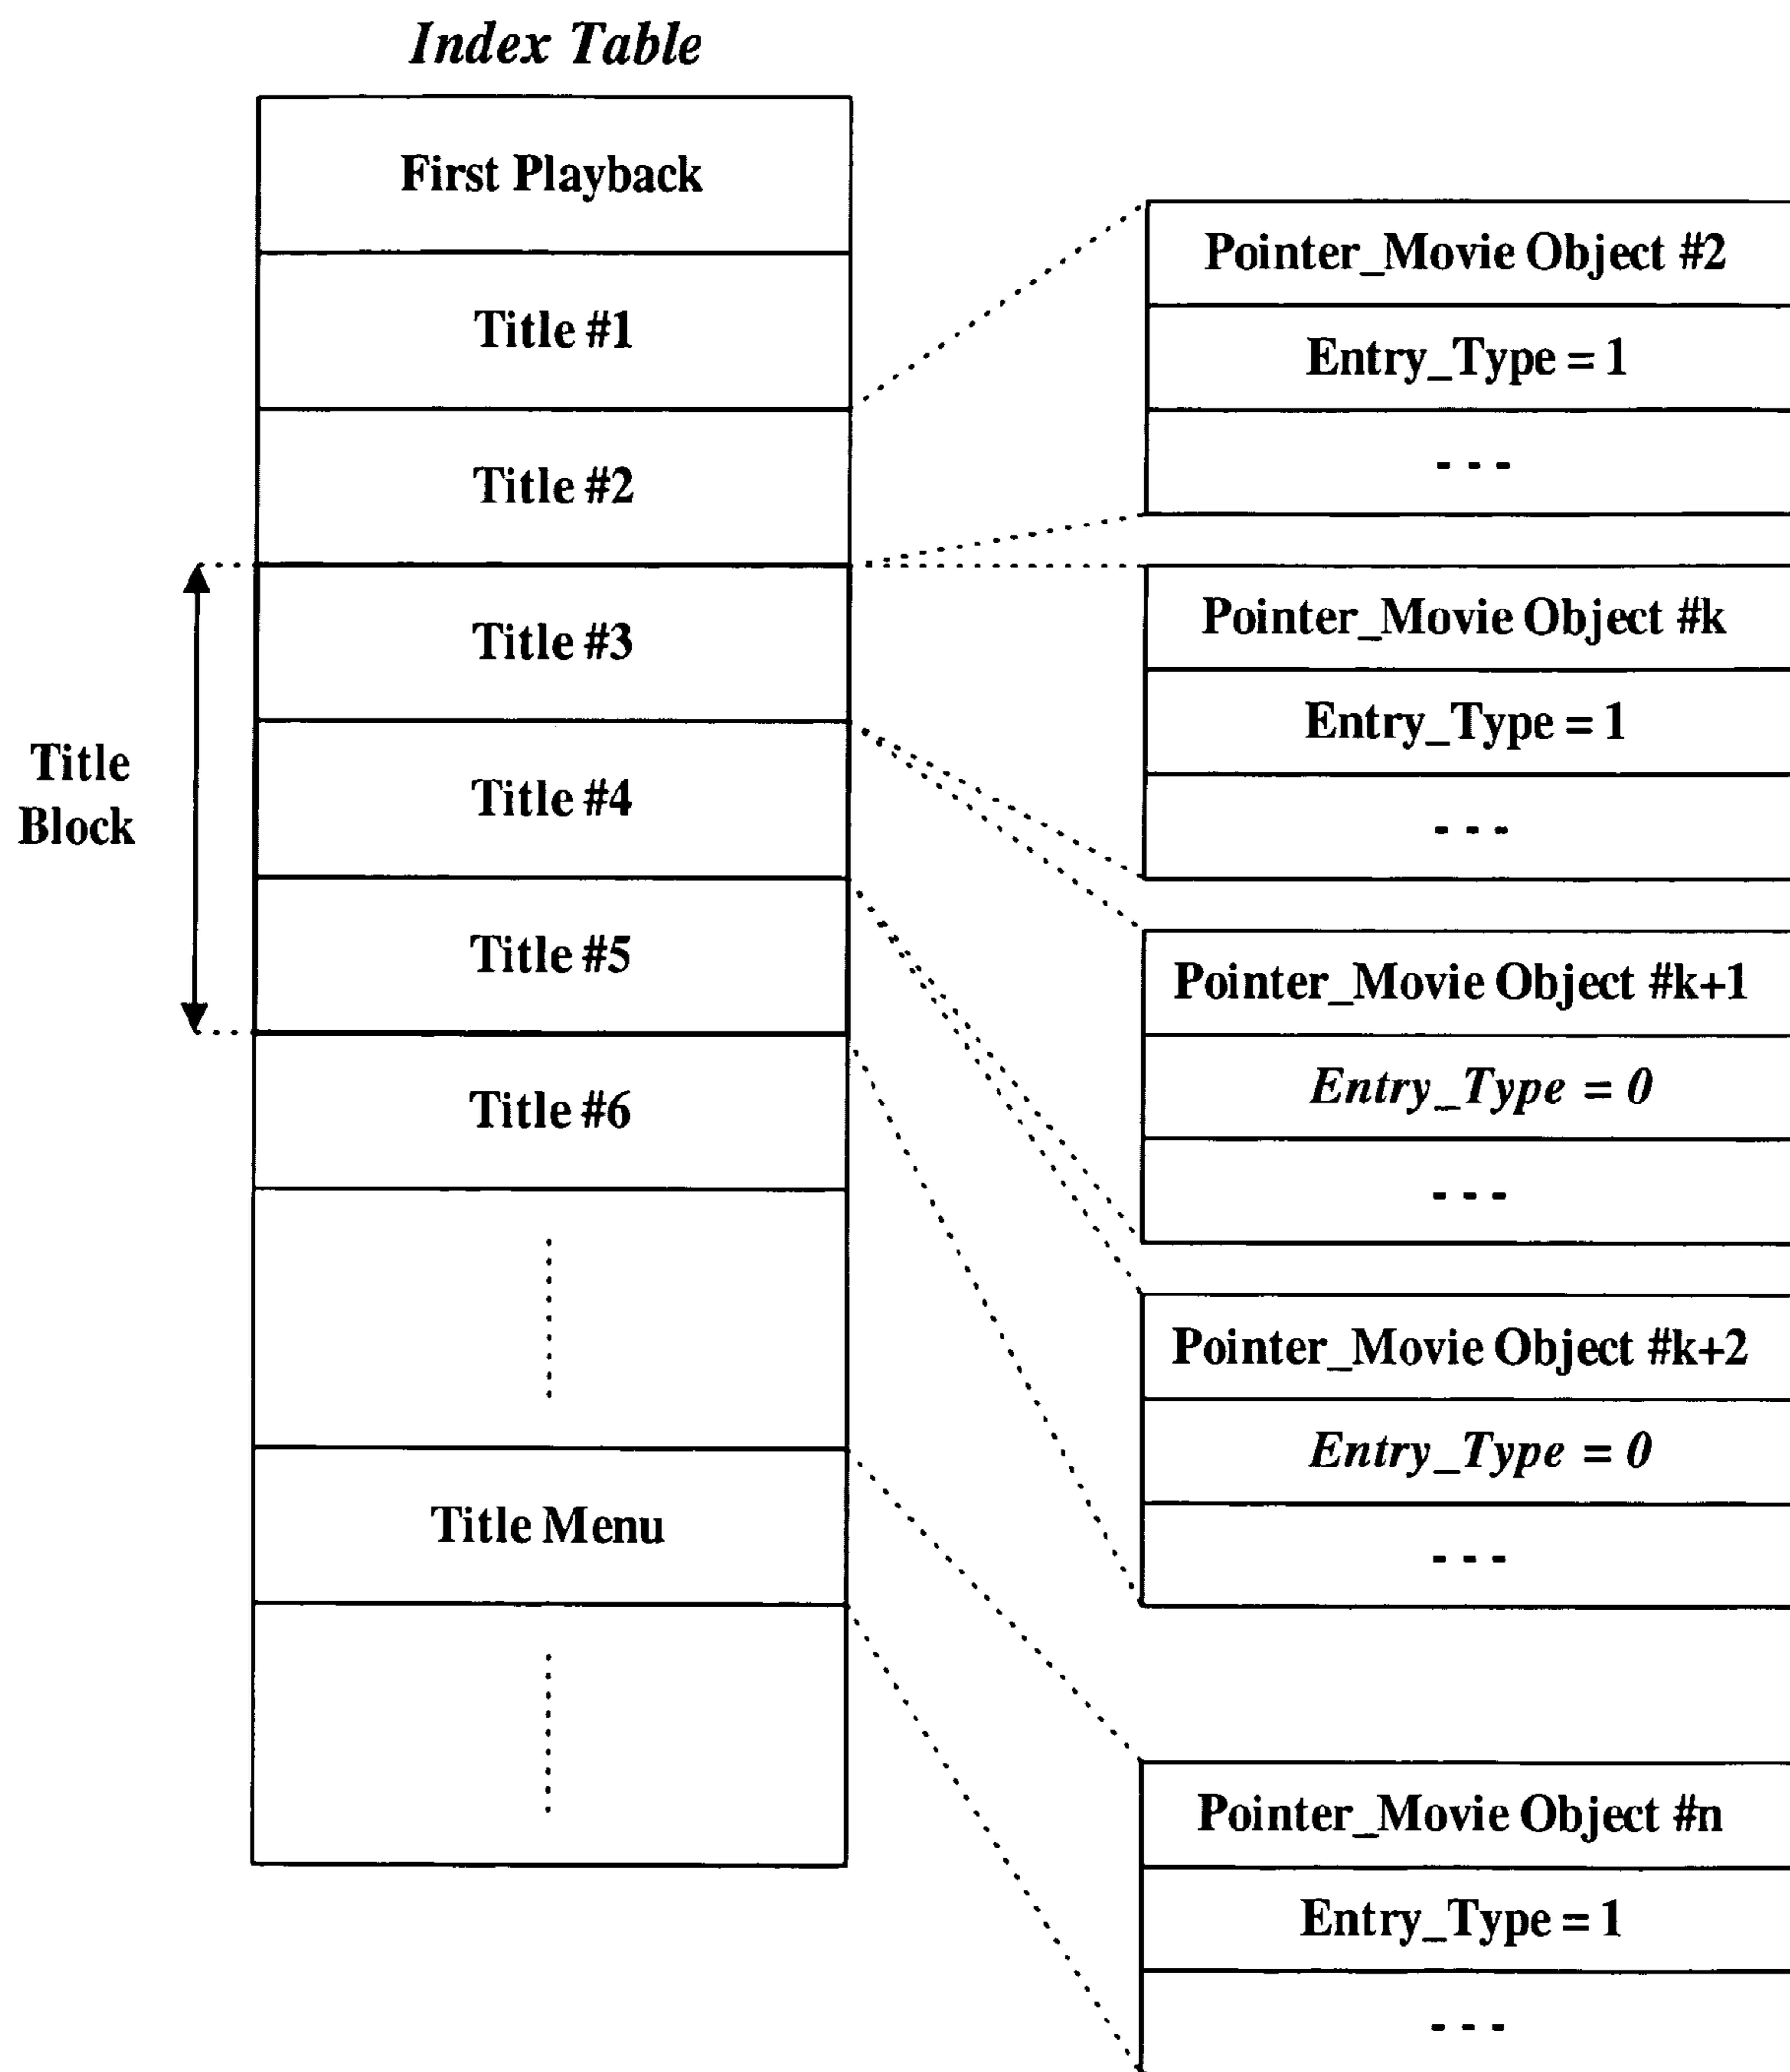 Index Table
First Playback
Title #1
Title #2
Title #3
Title #4
Title #5
Title #6
Title Menu
Title
Block
Pointer_Movie Object #2
Entry_Type = 1
- - -
Pointer_Movie Object #k
Entry_Type = 1
- - -
Pointer_Movie Object #k+1
Entry_Type = 0
- - -
Pointer_Movie Object #k+2
Entry_Type = 0
- - -
Pointer_Movie Object #n
Entry_Type = 1
- - -